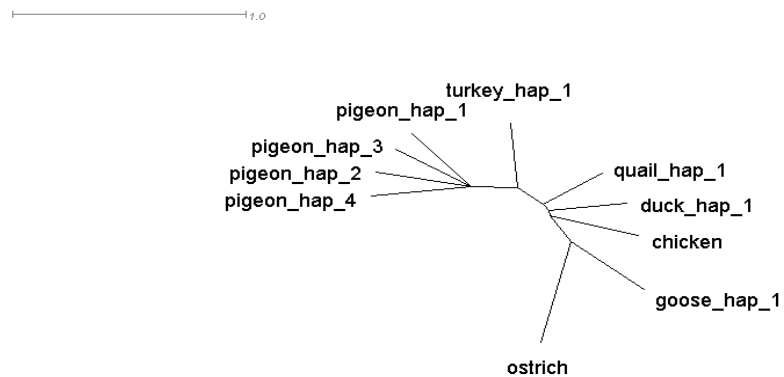 1.0
turkey_hap_1
pigeon_hap_1
pigeon_hap_3
pigeon_hap_2
quail_hap_1
pigeon_hap_4
duck_hap_1
chicken
goose_hap_1
ostrich